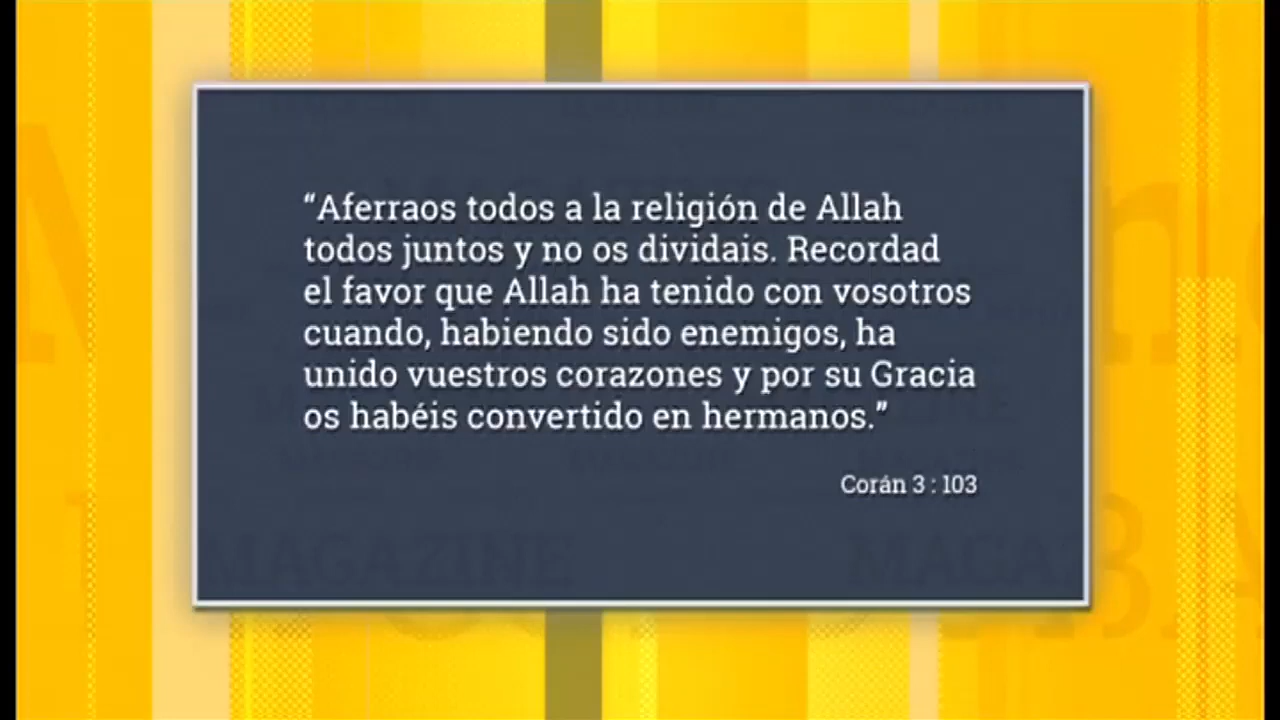 “Aferraos todos a la religión de Allah
todos juntos y no os dividais. Recordad
el favor que Allah ha tenido con vosotros
cuando, habiendo sido enemigos, ha
unido vuestros corazones y por su Gracia
os habéis convertido en hermanos.”
Corán 3 : 103
MAGAZINE